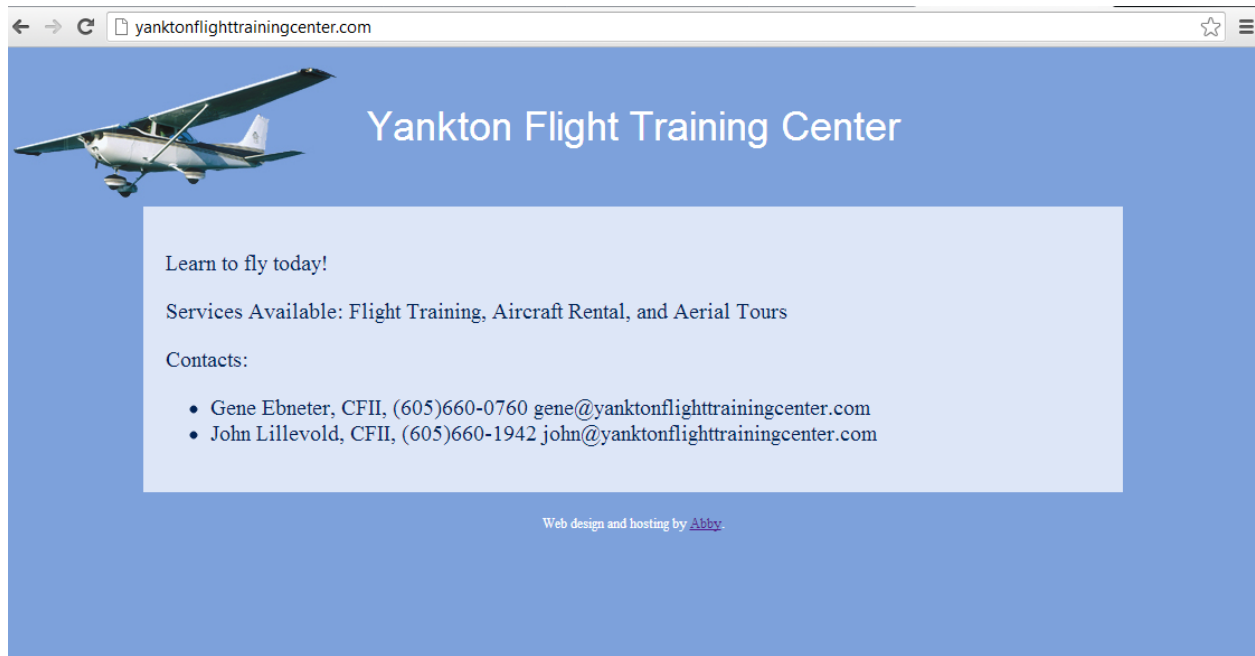 yanktonflighttrainingcenter.com
Yankton Flight Training Center
Learn to fly today!
Services Available: Flight Training, Aircraft Rental, and Aerial Tours
Contacts:
• Gene Ebneter, CFII, (605)660-0760 gene@yanktonflighttrainingcenter.com
• John Lillevold, CFII, (605)660-1942 john@yanktonflighttrainingcenter.com
Web design and hosting by Abby.